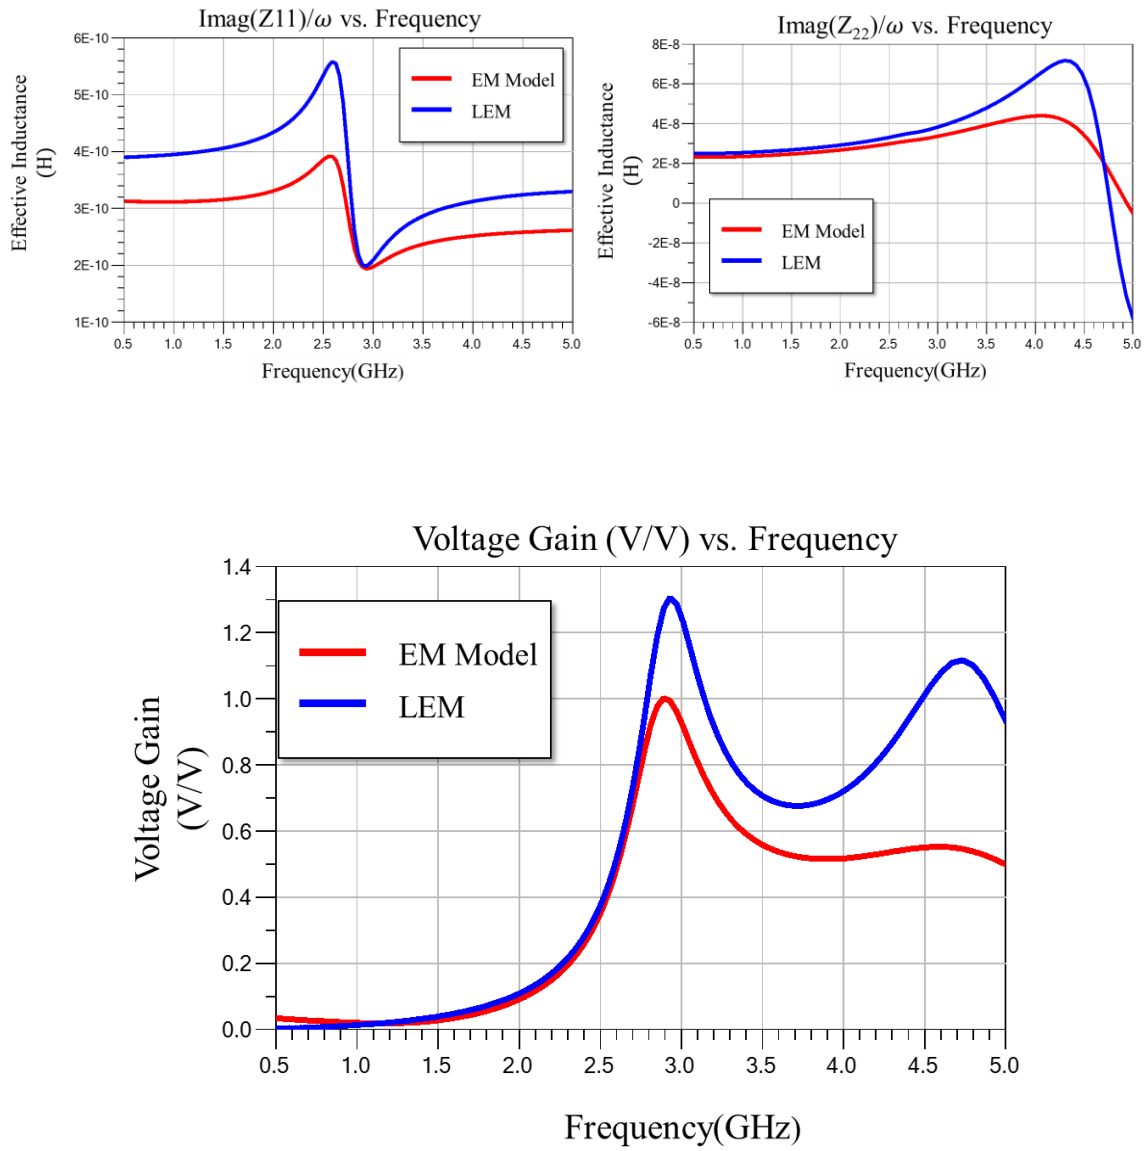 Imag(Z11)/ω vs. Frequency
6E-10
5E-10
4E-10
3E-10
2E-10
1E-10
Effective Inductance
(H)
EM Model
LEM
0.5 1.0 1.5 2.0 2.5 3.0 3.5 4.0 4.5 5.0
Frequency(GHz)
Imag(Z₂₂)/ω vs. Frequency
8E-8
6E-8
4E-8
2E-8
0
-2E-8
-4E-8
-6E-8
Effective Inductance
(H)
EM Model
LEM
0.5 1.0 1.5 2.0 2.5 3.0 3.5 4.0 4.5 5.0
Frequency(GHz)
Voltage Gain (V/V) vs. Frequency
1.4
1.2
1.0
0.8
0.6
0.4
0.2
0.0
Voltage Gain
(V/V)
EM Model
LEM
0.5 1.0 1.5 2.0 2.5 3.0 3.5 4.0 4.5 5.0
Frequency(GHz)